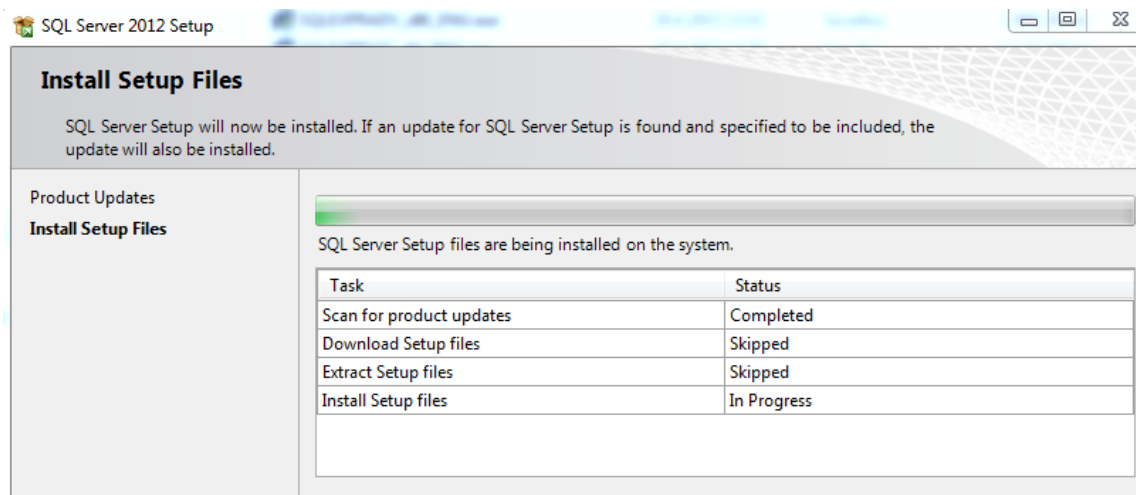 SQL Server 2012 Setup
Install Setup Files
SQL Server Setup will now be installed. If an update for SQL Server Setup is found and specified to be included, the
update will also be installed.
Product Updates
Install Setup Files
SQL Server Setup files are being installed on the system.
Task Status
Scan for product updates Completed
Download Setup files Skipped
Extract Setup files Skipped
Install Setup files In Progress